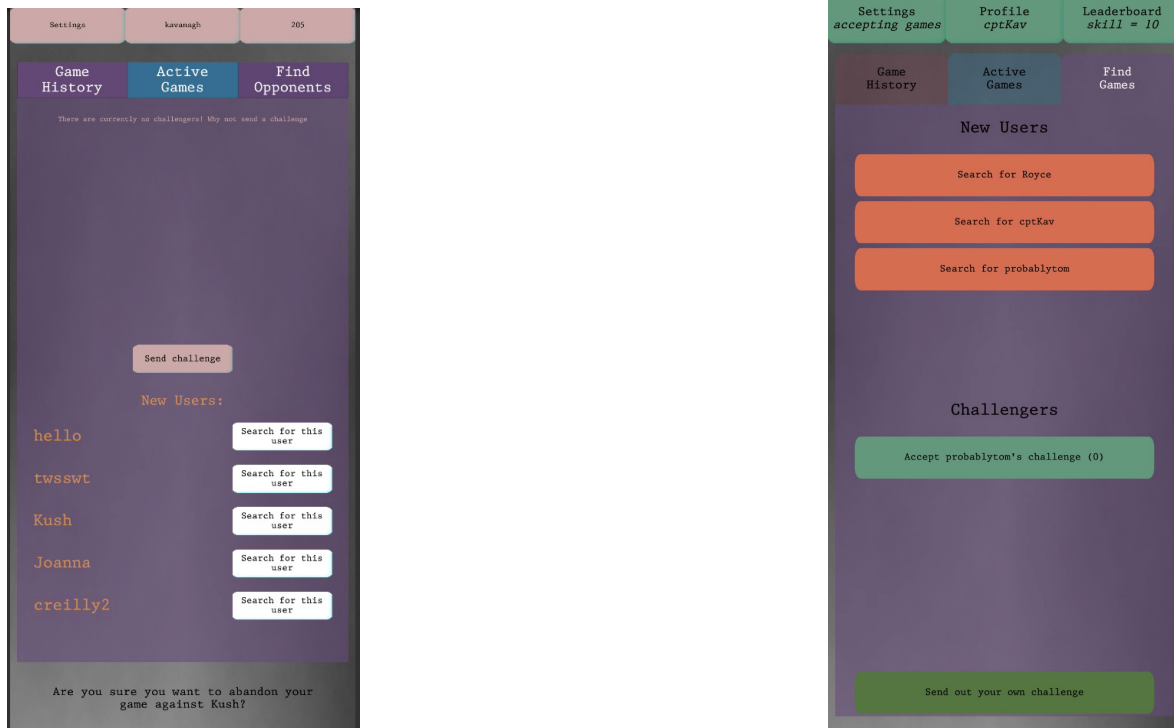 Settings
kavanagh
205
Game
History
Active
Games
Find
Opponents
There are currently no challengers! Why not send a challenge
Send challenge
New Users:
hello
Search for this
user
twsswt
Search for this
user
Kush
Search for this
user
Joanna
Search for this
user
creilly2
Search for this
user
Are you sure you want to abandon your
game against Kush?
Settings
accepting games
Profile
cptKav
Leaderboard
skill = 10
Game
History
Active
Games
Find
Games
New Users
Search for Royce
Search for cptKav
Search for probablytom
Challengers
Accept probablytom's challenge (0)
Send out your own challenge